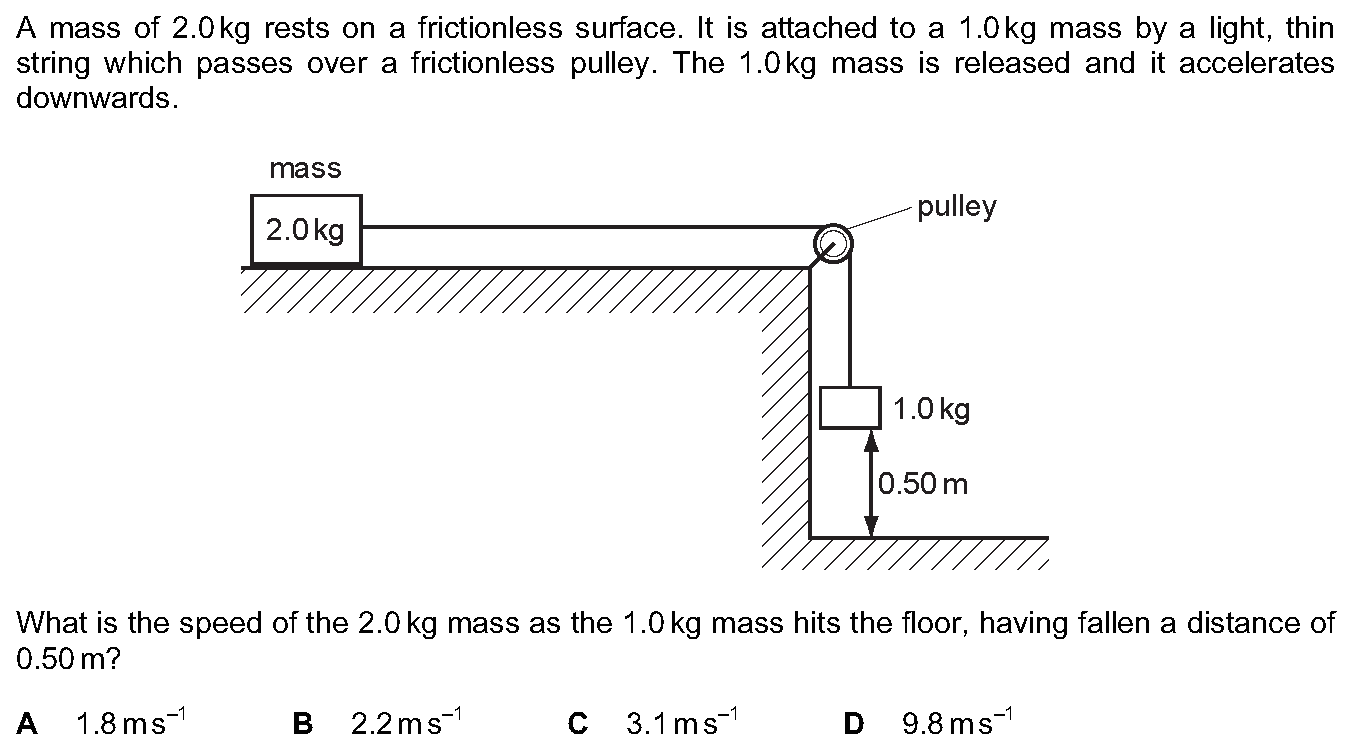 A mass of 2.0 kg rests on a frictionless surface. It is attached to a 1.0 kg mass by a light, thin
string which passes over a frictionless pulley. The 1.0 kg mass is released and it accelerates
downwards.
mass
pulley
2.0 kg
1.0 kg
0.50 m
What is the speed of the 2.0 kg mass as the 1.0 kg mass hits the floor, having fallen a distance of
0.50 m?
A 1.8 m s⁻¹ B 2.2 m s⁻¹ C 3.1 m s⁻¹ D 9.8 m s⁻¹